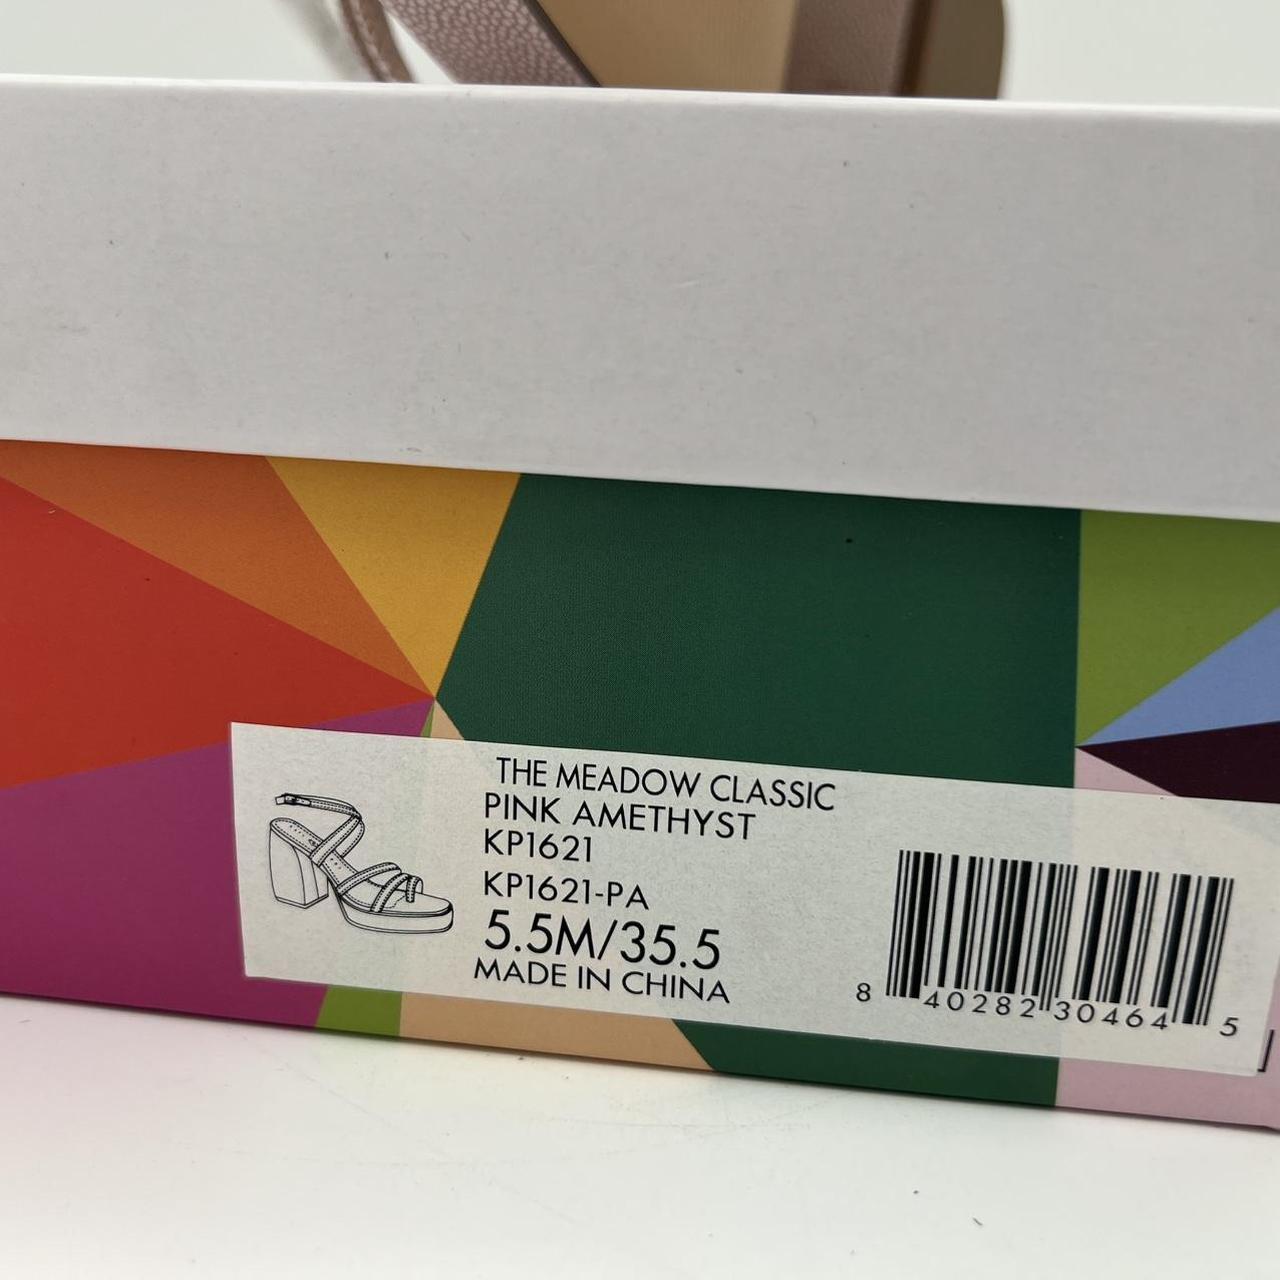 THE MEADOW CLASSIC
PINK AMETHYST
KP1621
KP1621-PA
5.5M/35.5
MADE IN CHINA
8 40282 30464 5